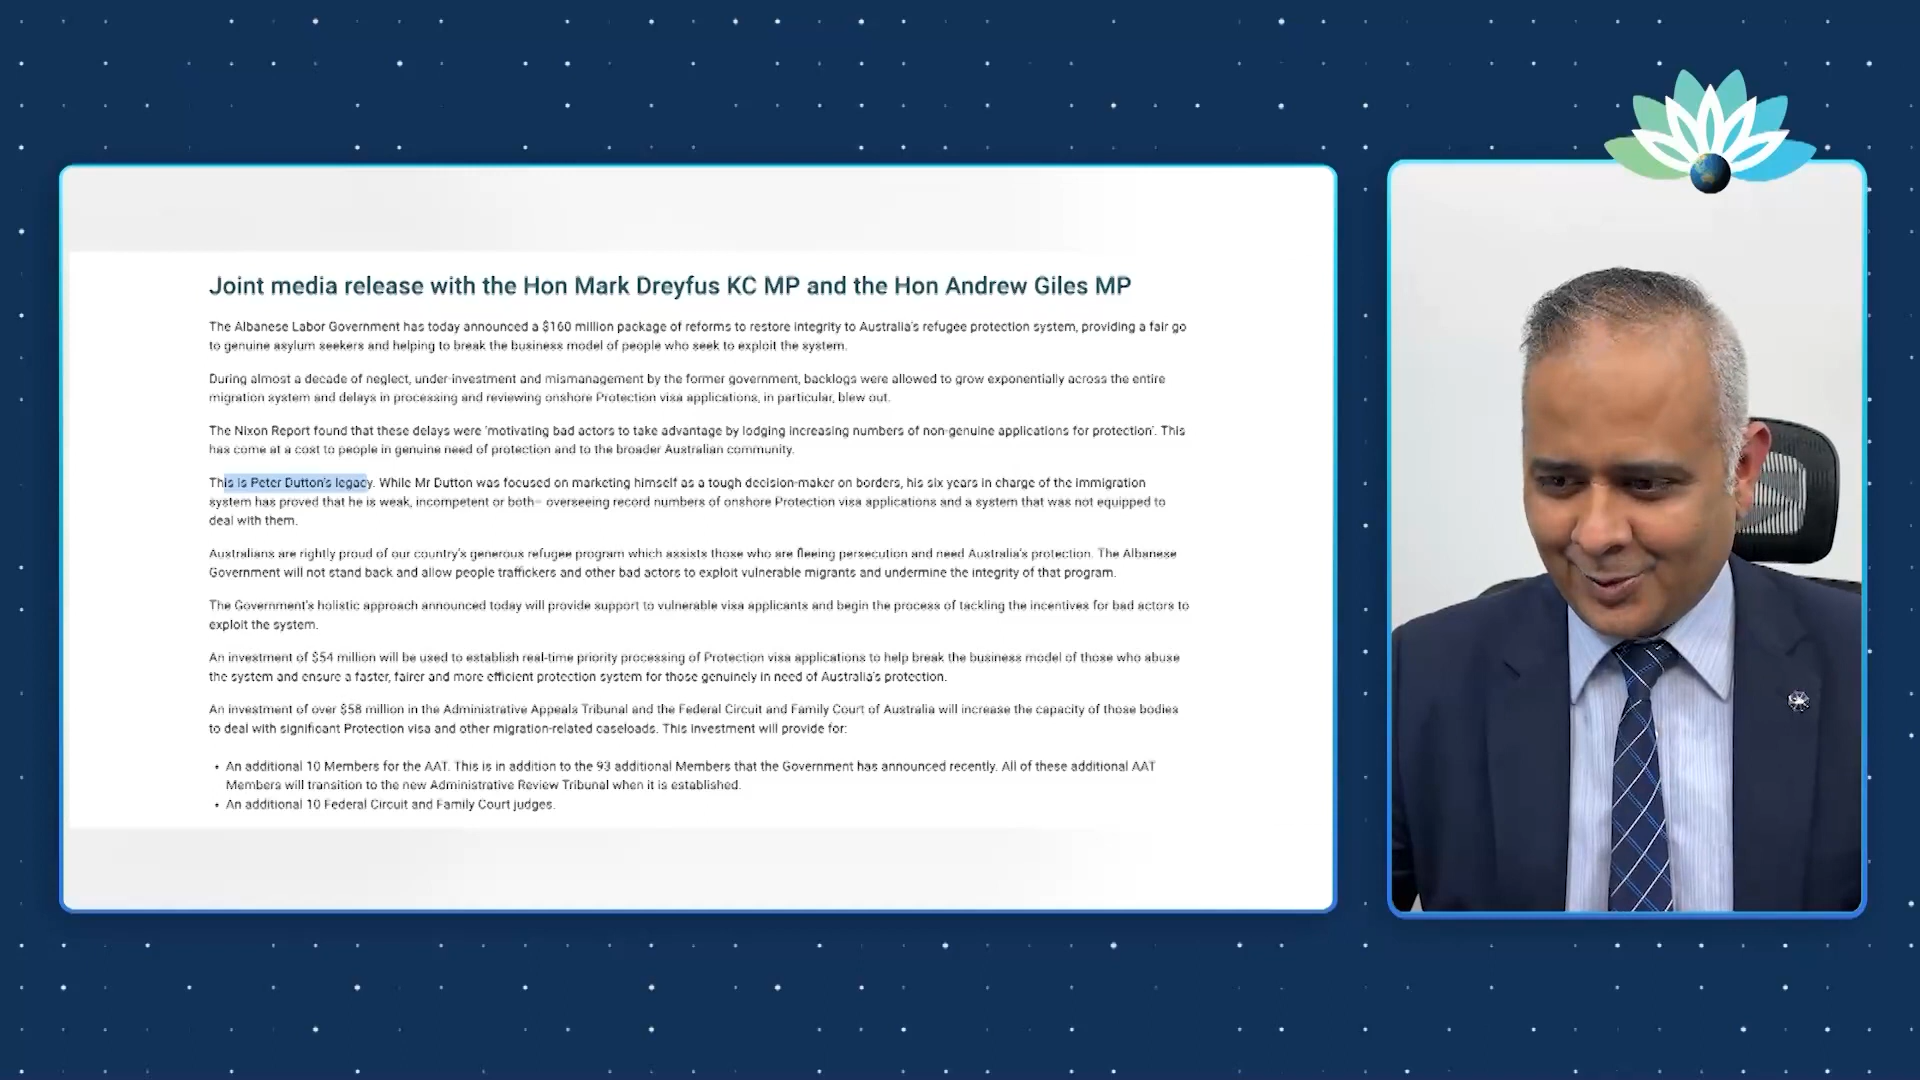 Joint media release with the Hon Mark Dreyfus KC MP and the Hon Andrew Giles MP
The Albanese Labor Government has today announced a $160 million package of reforms to restore integrity to Australia's refugee protection system, providing a fair go
to genuine asylum seekers and helping to break the business model of people who seek to exploit the system.
During almost a decade of neglect, under-investment and mismanagement by the former government, backlogs were allowed to grow exponentially across the entire
migration system and delays in processing and reviewing onshore Protection visa applications, in particular, blew out.
The Nixon Report found that these delays were 'motivating bad actors to take advantage by lodging increasing numbers of non-genuine applications for protection'. This
has come at a cost to people in genuine need of protection and to the broader Australian community.
This is Peter Dutton's legacy. While Mr Dutton was focused on marketing himself as a tough decision-maker on borders, his six years in charge of the immigration
system has proved that he is weak, incompetent or both– overseeing record numbers of onshore Protection visa applications and a system that was not equipped to
deal with them.
Australians are rightly proud of our country's generous refugee program which assists those who are fleeing persecution and need Australia's protection. The Albanese
Government will not stand back and allow people traffickers and other bad actors to exploit vulnerable migrants and undermine the integrity of that program.
The Government's holistic approach announced today will provide support to vulnerable visa applicants and begin the process of tackling the incentives for bad actors to
exploit the system.
An investment of $54 million will be used to establish real-time priority processing of Protection visa applications to help break the business model of those who abuse
the system and ensure a faster, fairer and more efficient protection system for those genuinely in need of Australia's protection.
An investment of over $58 million in the Administrative Appeals Tribunal and the Federal Circuit and Family Court of Australia will increase the capacity of those bodies
to deal with significant Protection visa and other migration-related caseloads. This investment will provide for:
• An additional 10 Members for the AAT. This is in addition to the 93 additional Members that the Government has announced recently. All of these additional AAT
Members will transition to the new Administrative Review Tribunal when it is established.
• An additional 10 Federal Circuit and Family Court judges.